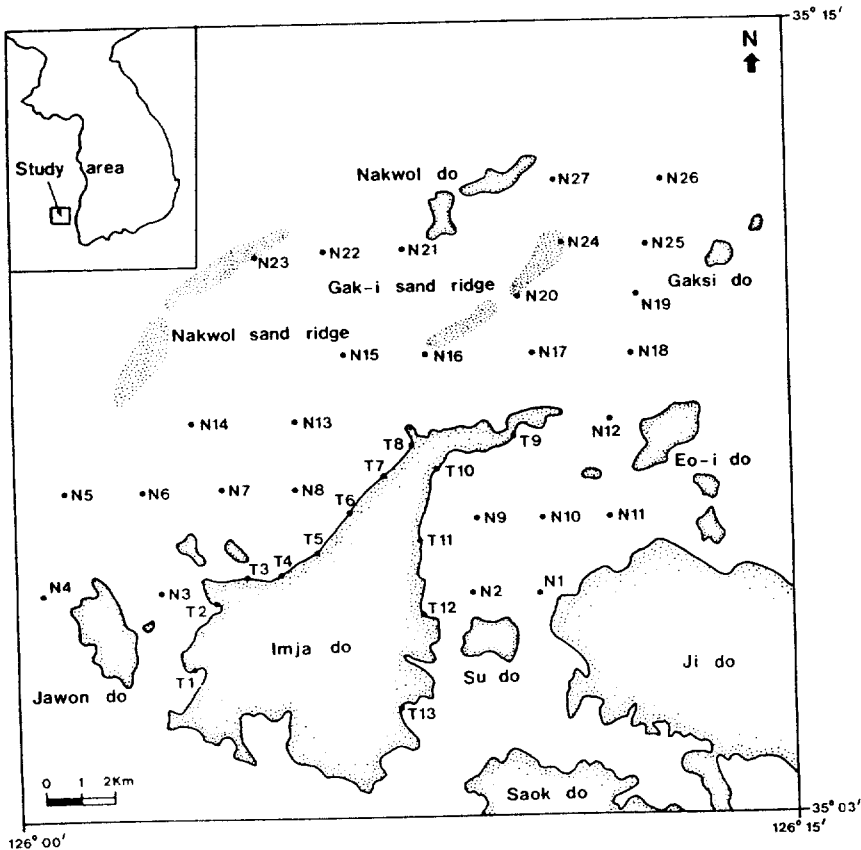 35° 15′
N
Study area
Nakwol do
N27
N26
N23
N22
N21
N24
N25
Gaksi do
Gak-i sand ridge
N20
N19
Nakwol sand ridge
N15
N16
N17
N18
N14
N13
T8
T9
N12
T7
T10
Eo-i do
N5
N6
N7
N8
T6
N9
N10
N11
T5
T11
T3
T4
N4
N3
T2
N2
N1
T12
Imja do
T1
Su do
Ji do
Jawon do
T13
0 1 2Km
Saok do
35° 03′
126° 00′
126° 15′